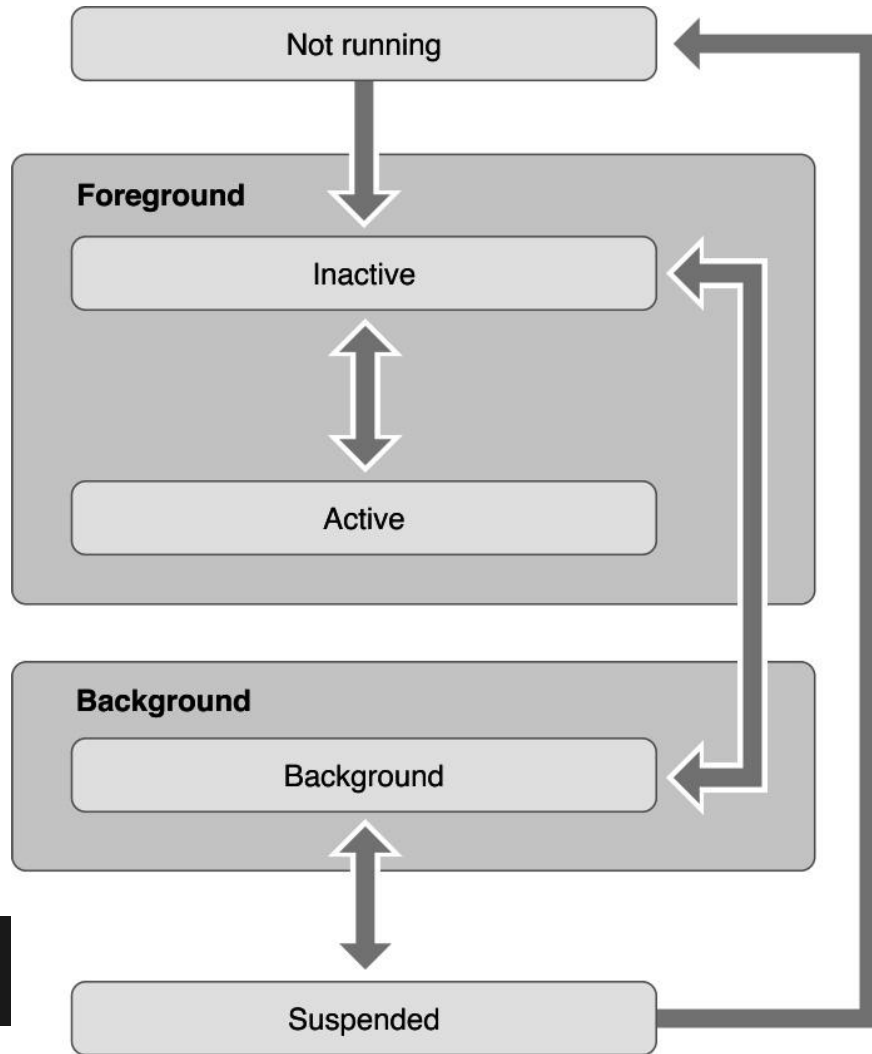 Not running
Foreground
Inactive
Active
Background
Background
Suspended